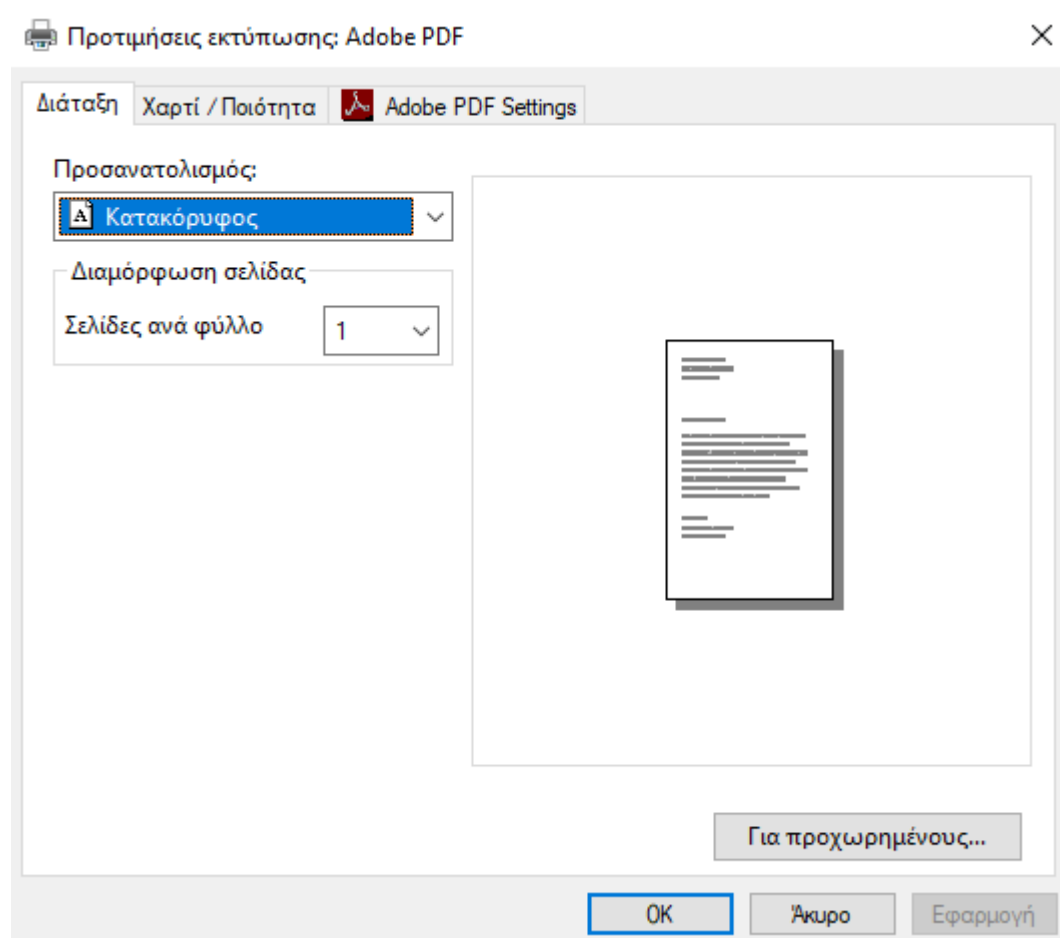 Προτιμήσεις εκτύπωσης: Adobe PDF
Διάταξη Χαρτί / Ποιότητα Adobe PDF Settings
Προσανατολισμός:
A Κατακόρυφος
Διαμόρφωση σελίδας
Σελίδες ανά φύλλο 1
Για προχωρημένους...
OK Άκυρο Εφαρμογή